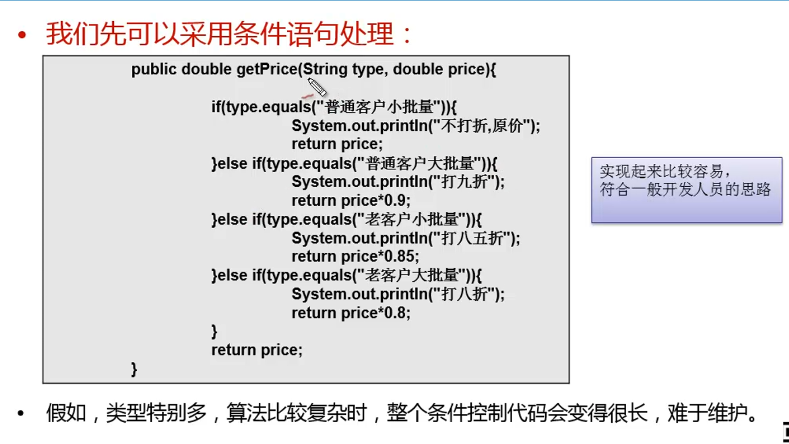 • 我们先可以采用条件语句处理：
public double getPrice(String type, double price){
if(type.equals("普通客户小批量")){
System.out.println("不打折,原价");
return price;
}else if(type.equals("普通客户大批量")){
System.out.println("打九折");
return price*0.9;
}else if(type.equals("老客户小批量")){
System.out.println("打八五折");
return price*0.85;
}else if(type.equals("老客户大批量")){
System.out.println("打八折");
return price*0.8;
}
return price;
}
实现起来比较容易，
符合一般开发人员的思路
• 假如，类型特别多，算法比较复杂时，整个条件控制代码会变得很长，难于维护。